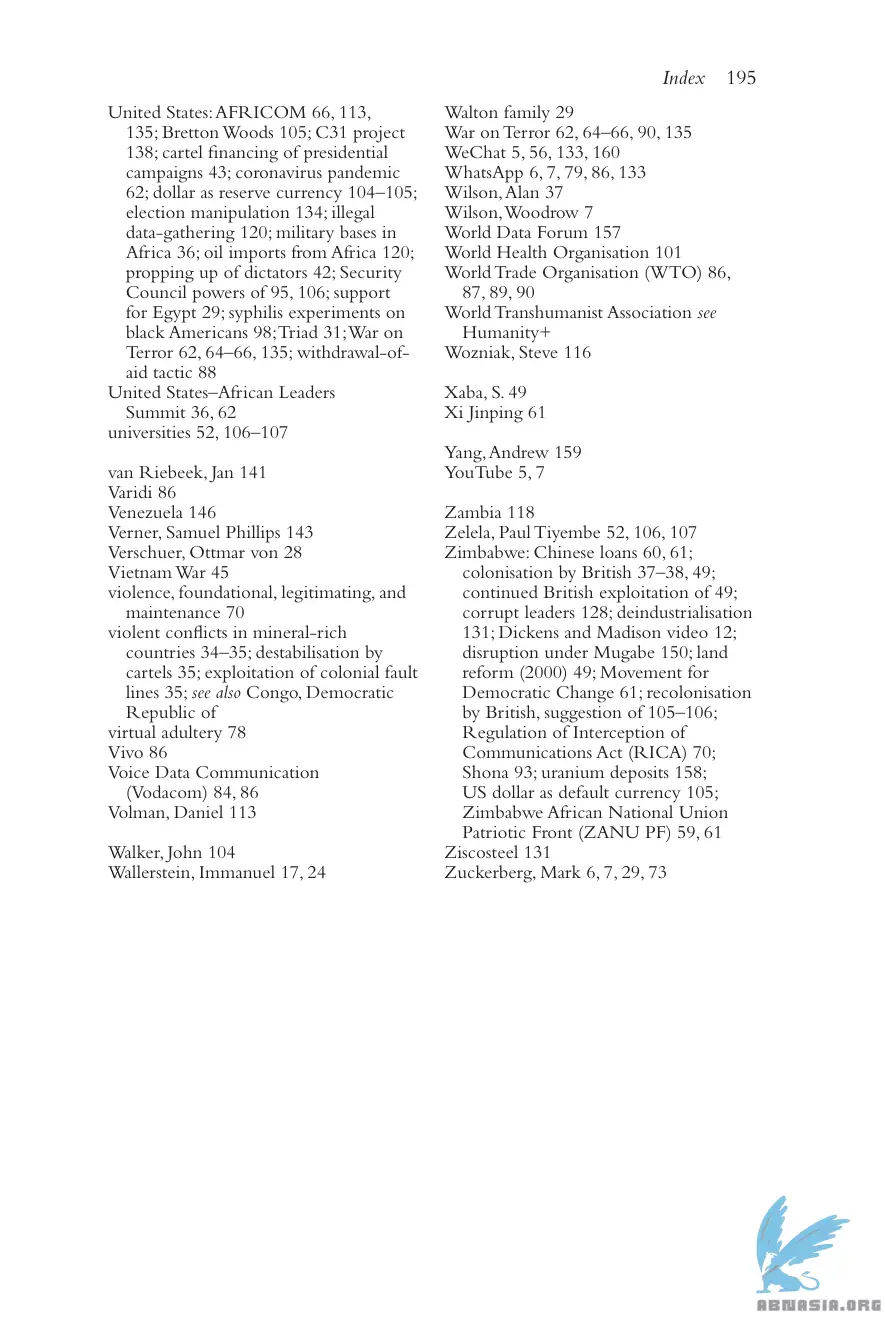 Index 195
United States: AFRICOM 66, 113,
135; Bretton Woods 105; C31 project
138; cartel financing of presidential
campaigns 43; coronavirus pandemic
62; dollar as reserve currency 104–105;
election manipulation 134; illegal
data-gathering 120; military bases in
Africa 36; oil imports from Africa 120;
propping up of dictators 42; Security
Council powers of 95, 106; support
for Egypt 29; syphilis experiments on
black Americans 98; Triad 31; War on
Terror 62, 64–66, 135; withdrawal-of-
aid tactic 88
United States–African Leaders
Summit 36, 62
universities 52, 106–107
van Riebeek, Jan 141
Varidi 86
Venezuela 146
Verner, Samuel Phillips 143
Verschuer, Ottmar von 28
Vietnam War 45
violence, foundational, legitimating, and
maintenance 70
violent conflicts in mineral-rich
countries 34–35; destabilisation by
cartels 35; exploitation of colonial fault
lines 35; see also Congo, Democratic
Republic of
virtual adultery 78
Vivo 86
Voice Data Communication
(Vodacom) 84, 86
Volman, Daniel 113
Walker, John 104
Wallerstein, Immanuel 17, 24
Walton family 29
War on Terror 62, 64–66, 90, 135
WeChat 5, 56, 133, 160
WhatsApp 6, 7, 79, 86, 133
Wilson, Alan 37
Wilson, Woodrow 7
World Data Forum 157
World Health Organisation 101
World Trade Organisation (WTO) 86,
87, 89, 90
World Transhumanist Association see
Humanity+
Wozniak, Steve 116
Xaba, S. 49
Xi Jinping 61
Yang, Andrew 159
YouTube 5, 7
Zambia 118
Zelela, Paul Tiyembe 52, 106, 107
Zimbabwe: Chinese loans 60, 61;
colonisation by British 37–38, 49;
continued British exploitation of 49;
corrupt leaders 128; deindustrialisation
131; Dickens and Madison video 12;
disruption under Mugabe 150; land
reform (2000) 49; Movement for
Democratic Change 61; recolonisation
by British, suggestion of 105–106;
Regulation of Interception of
Communications Act (RICA) 70;
Shona 93; uranium deposits 158;
US dollar as default currency 105;
Zimbabwe African National Union
Patriotic Front (ZANU PF) 59, 61
Ziscosteel 131
Zuckerberg, Mark 6, 7, 29, 73
ABNASIA.ORG